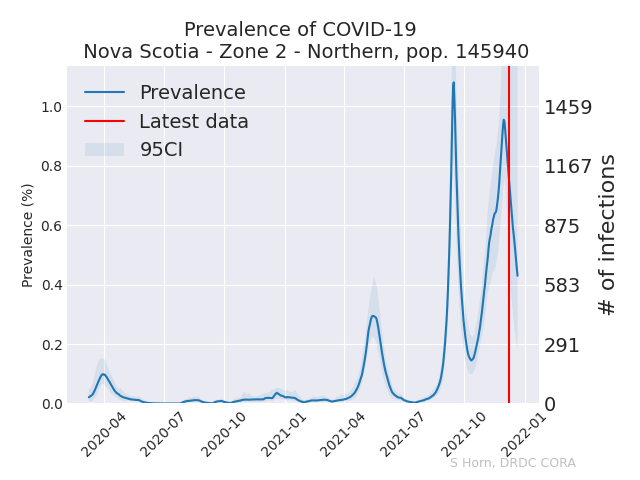 Prevalence of COVID-19
Nova Scotia - Zone 2 - Northern, pop. 145940
Prevalence
Latest data
95CI
Prevalence (%)
1.0
0.8
0.6
0.4
0.2
0.0
1459
1167
875
583
291
0
# of infections
2020-04
2020-07
2020-10
2021-01
2021-04
2021-07
2021-10
2022-01
S Horn, DRDC CORA